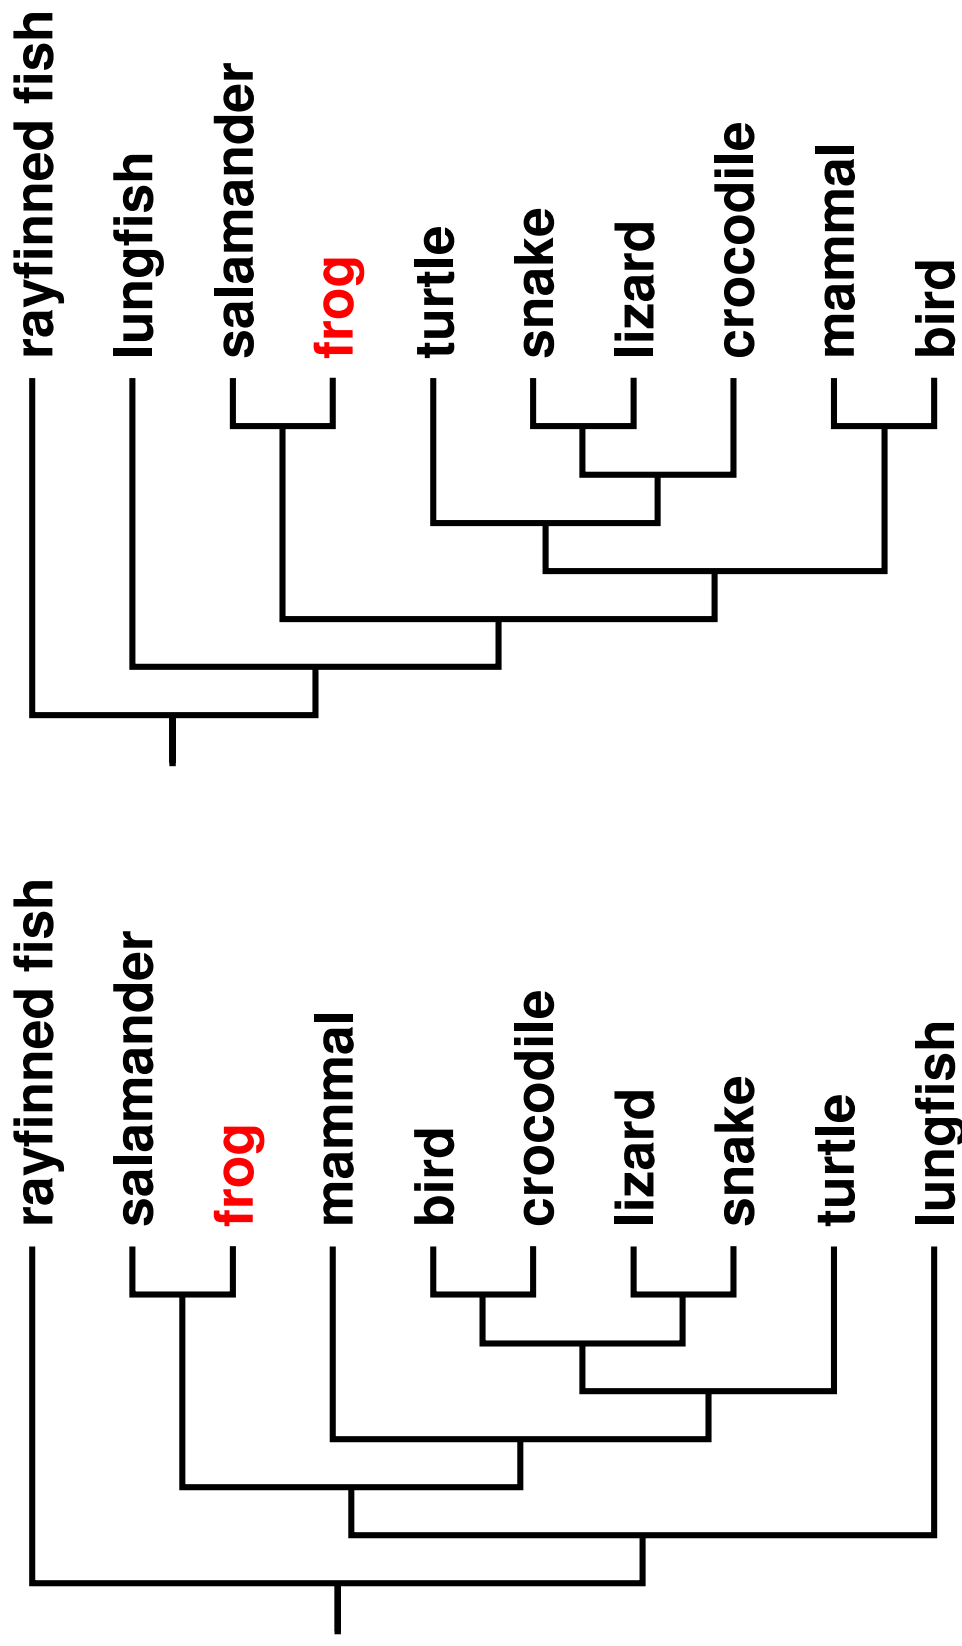 rayfinned fish
lungfish
salamander
frog
turtle
snake
lizard
crocodile
mammal
bird
rayfinned fish
salamander
frog
mammal
bird
crocodile
lizard
snake
turtle
lungfish